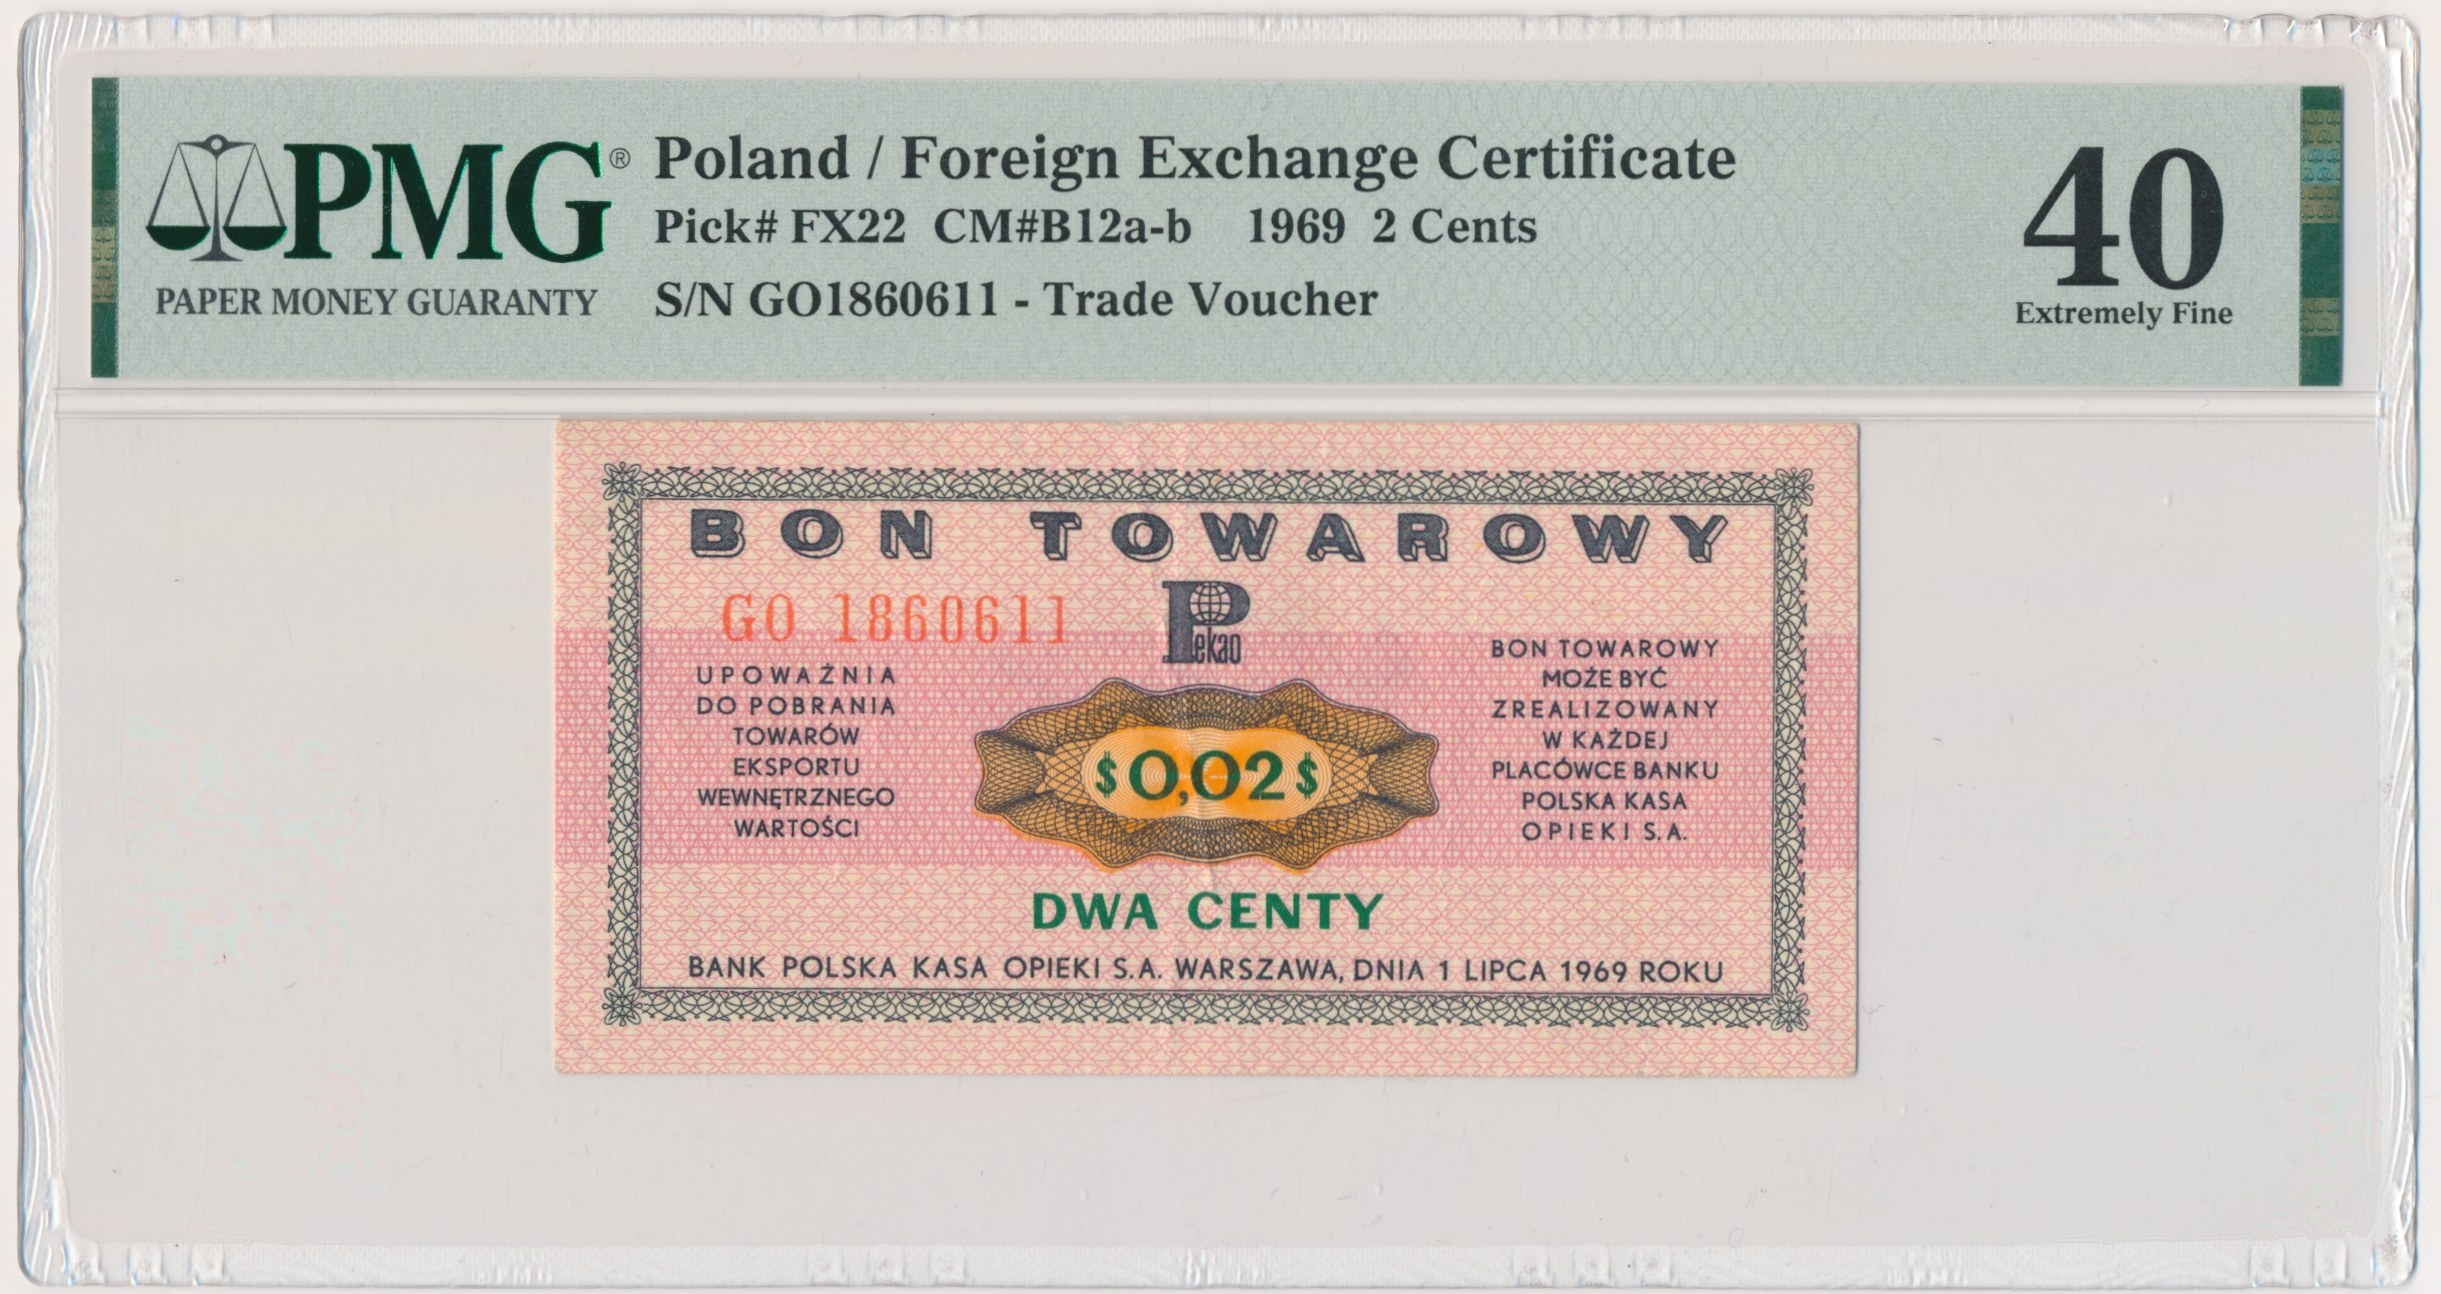 PMG®
PAPER MONEY GUARANTY
Poland / Foreign Exchange Certificate
Pick# FX22 CM#B12a-b 1969 2 Cents
S/N GO1860611 - Trade Voucher
40
Extremely Fine
BON TOWAROWY
GO 1860611
Pekao
UPOWAŻNIA
DO POBRANIA
TOWARÓW
EKSPORTU
WEWNĘTRZNEGO
WARTOŚCI
$0,02$
BON TOWAROWY
MOŻE BYĆ
ZREALIZOWANY
W KAŻDEJ
PLACÓWCE BANKU
POLSKA KASA
OPIEKI S.A.
DWA CENTY
BANK POLSKA KASA OPIEKI S.A. WARSZAWA, DNIA 1 LIPCA 1969 ROKU